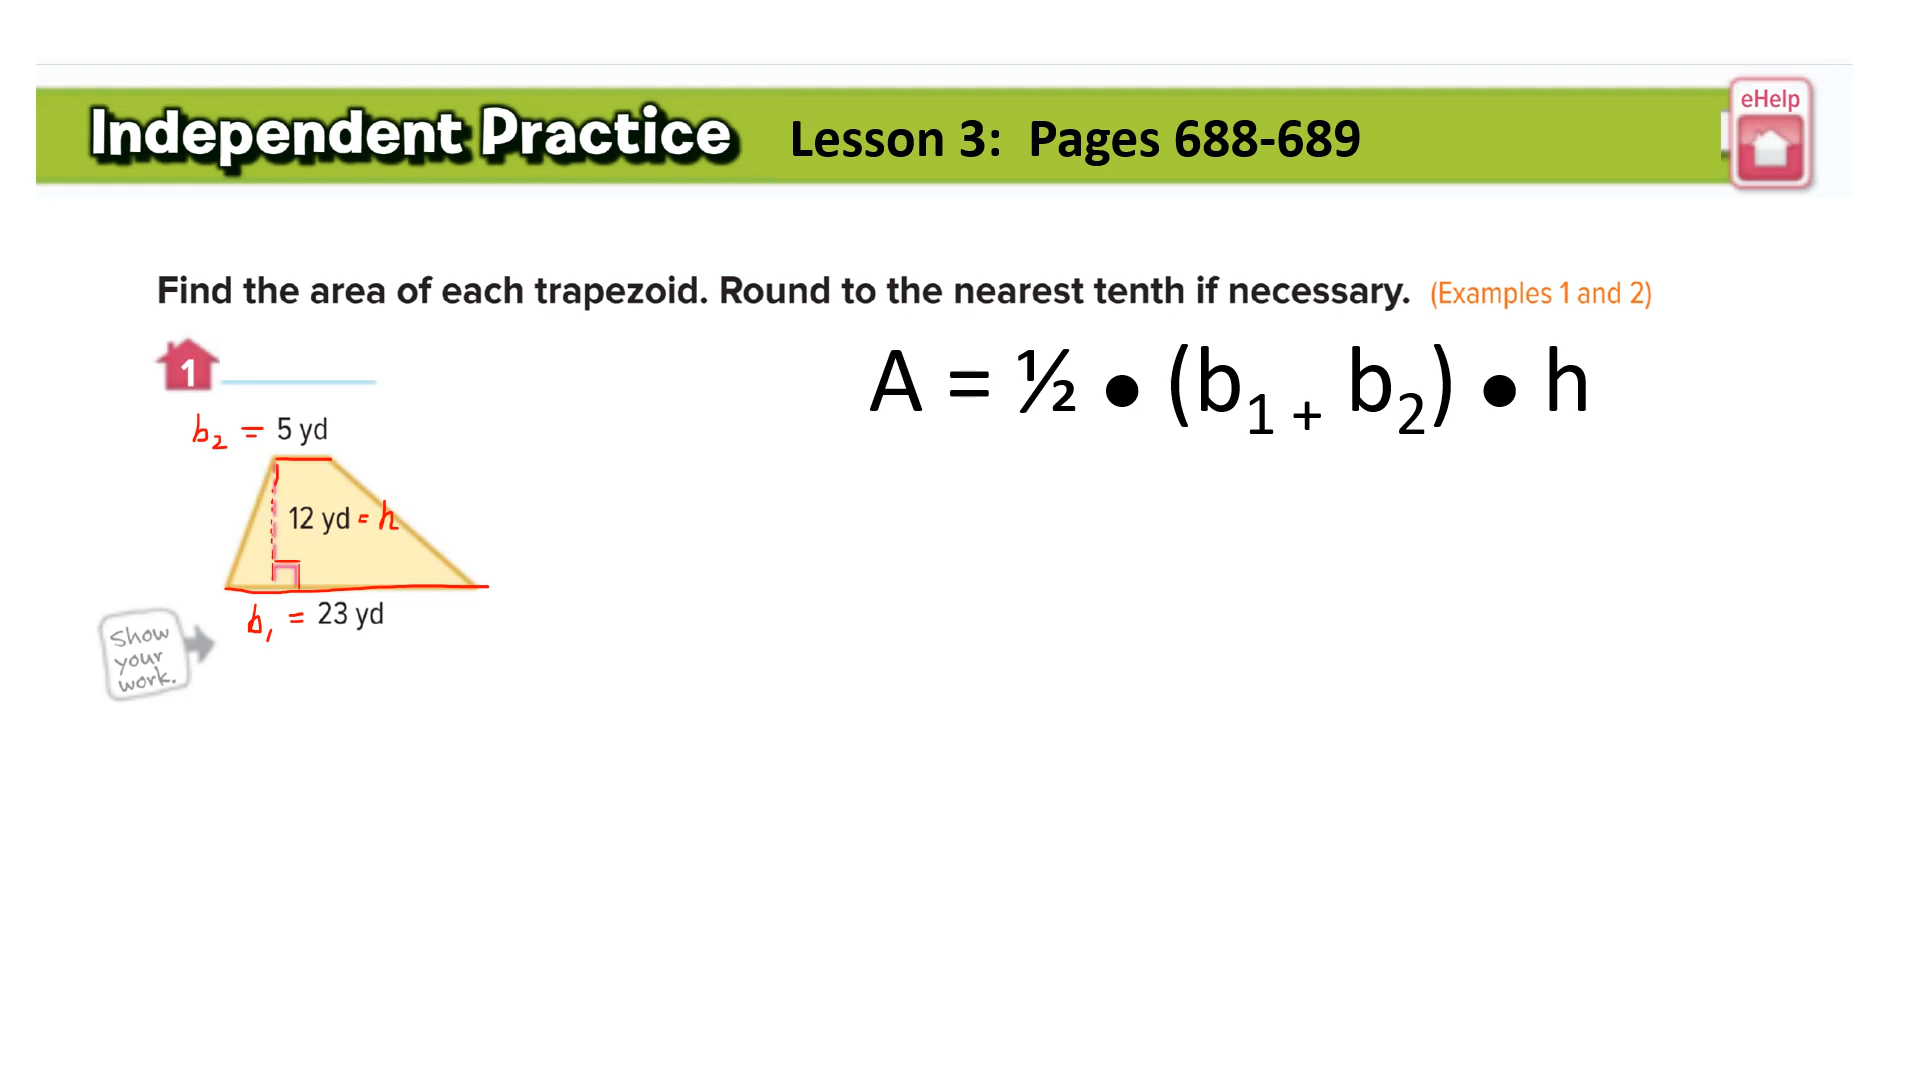 Independent Practice Lesson 3: Pages 688-689
eHelp
Find the area of each trapezoid. Round to the nearest tenth if necessary. (Examples 1 and 2)
1
A = ½ • (b₁ ₊ b₂) • h
b₂ = 5 yd
12 yd = h
b₁ = 23 yd
Show
your
work.